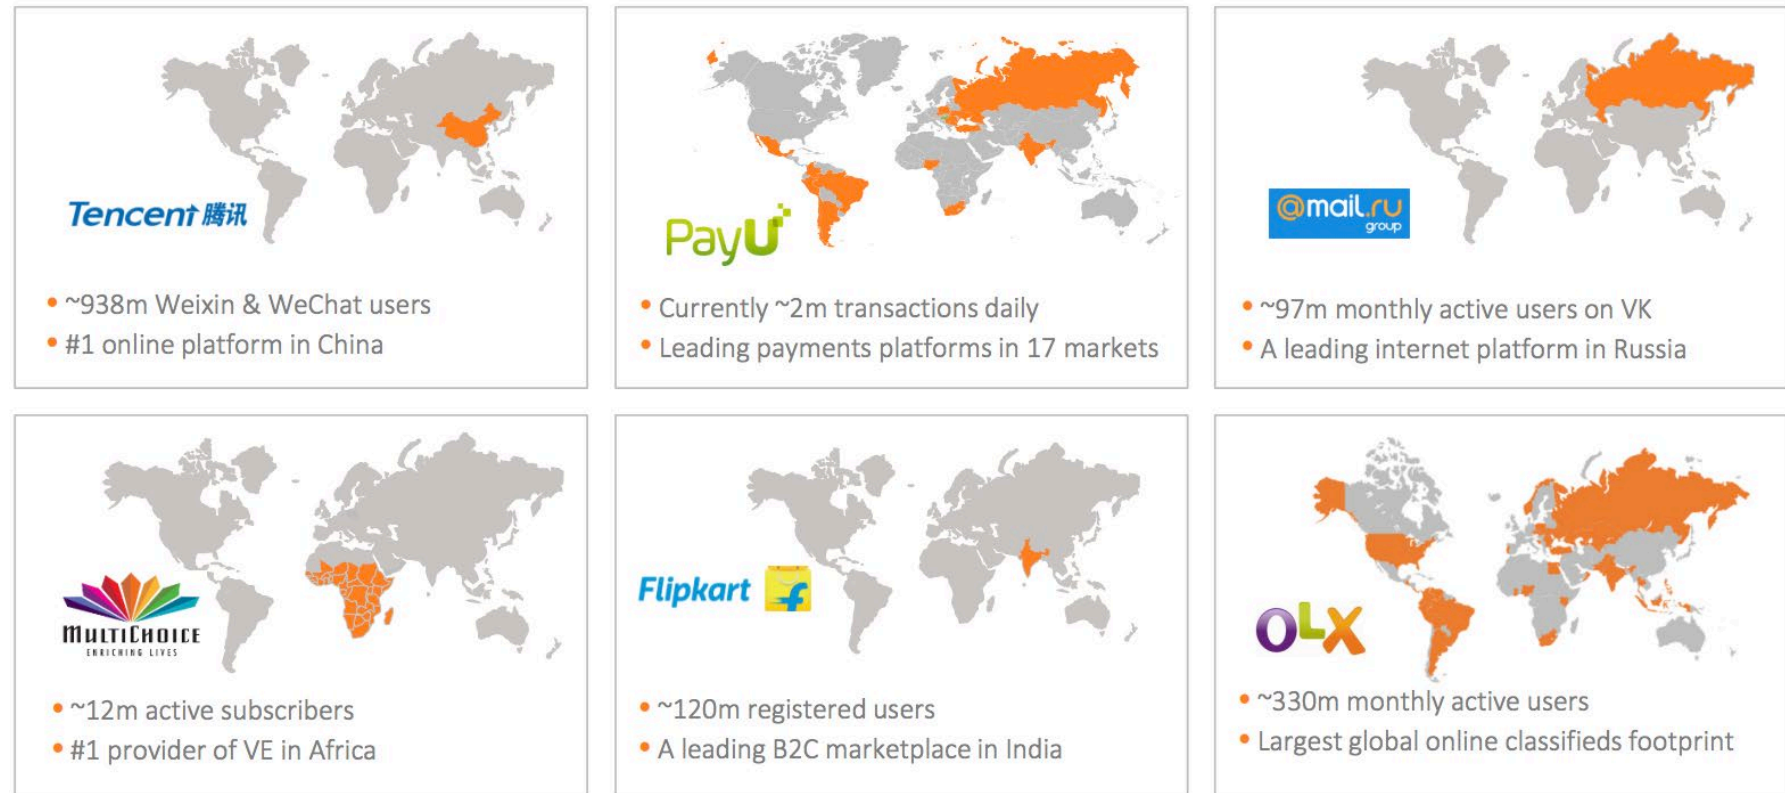 Tencent 腾讯
• ~938m Weixin & WeChat users
• #1 online platform in China
PayU
• Currently ~2m transactions daily
• Leading payments platforms in 17 markets
@mail.ru
group
• ~97m monthly active users on VK
• A leading internet platform in Russia
MULTICHOICE
ENRICHING LIVES
• ~12m active subscribers
• #1 provider of VE in Africa
Flipkart
• ~120m registered users
• A leading B2C marketplace in India
OLX
• ~330m monthly active users
• Largest global online classifieds footprint